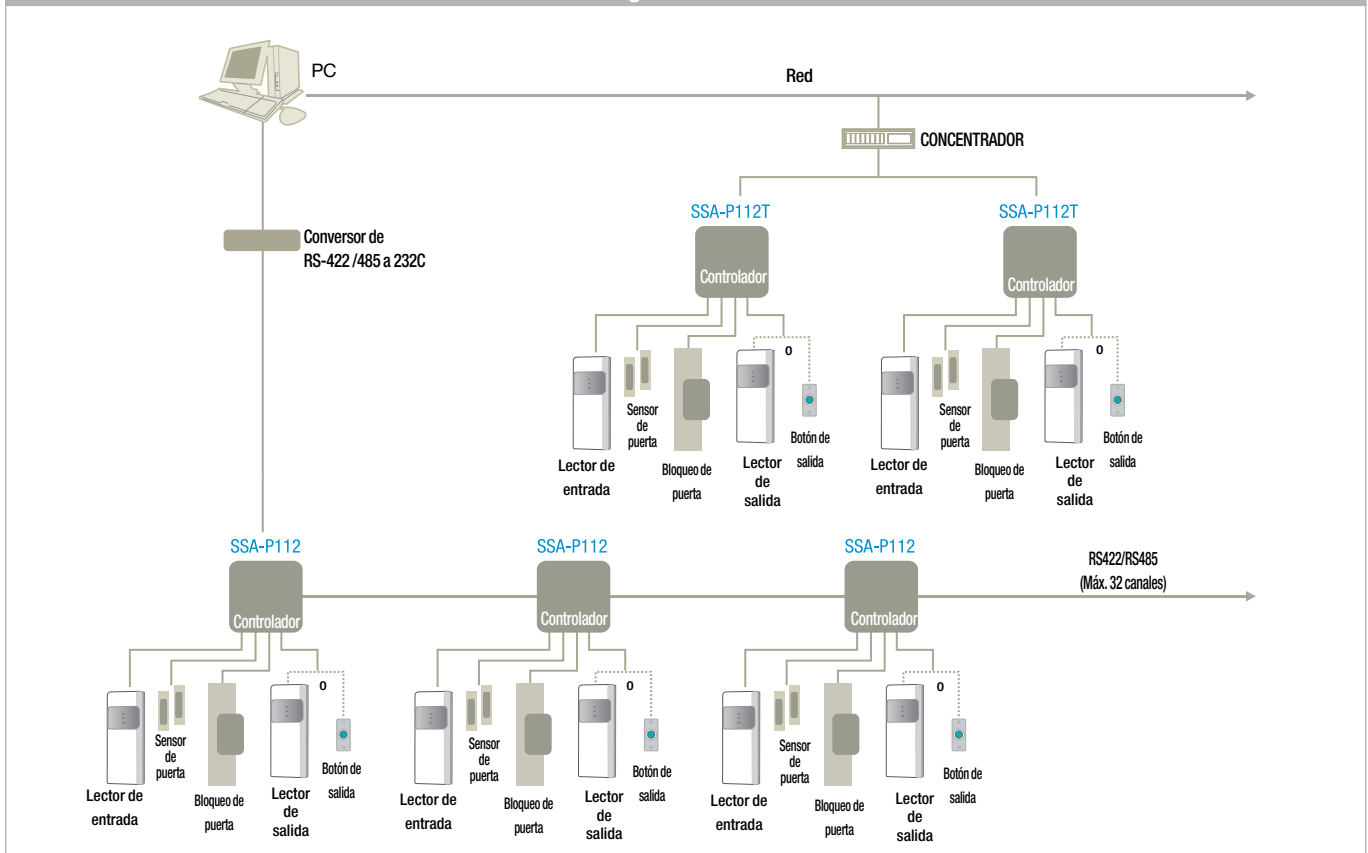 PC
Red
CONCENTRADOR
SSA-P112T
SSA-P112T
Conversor de
RS-422 /485 a 232C
Controlador
Controlador
O
O
Sensor
de
puerta
Sensor
de
puerta
Botón de
salida
Botón de
salida
Lector de
entrada
Bloqueo de
puerta
Lector
de
salida
Lector de
entrada
Bloqueo de
puerta
Lector
de
salida
SSA-P112
SSA-P112
SSA-P112
RS422/RS485
(Máx. 32 canales)
Controlador
Controlador
Controlador
O
O
O
Sensor
de
puerta
Botón de
salida
Lector de
entrada
Bloqueo de
puerta
Lector
de
salida
Sensor
de
puerta
Botón de
salida
Lector de
entrada
Bloqueo de
puerta
Lector
de
salida
Sensor
de
puerta
Botón de
salida
Lector de
entrada
Bloqueo de
puerta
Lector
de
salida